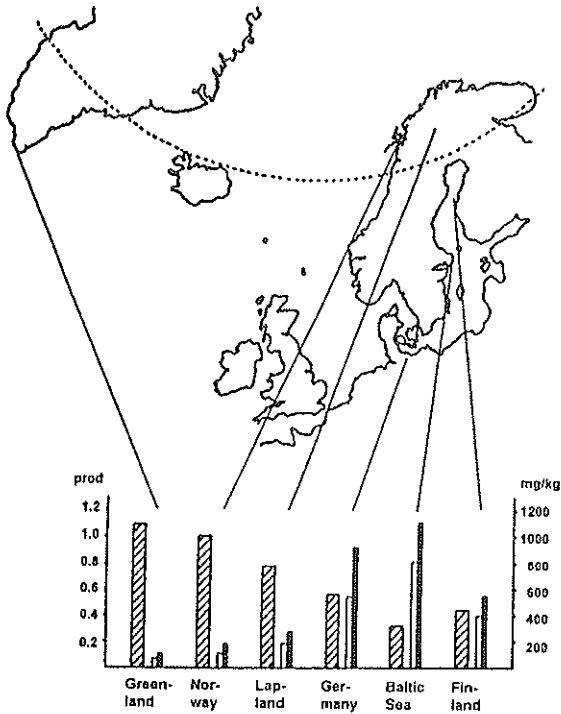 prod
mg/kg
1.2
1.0
0.8
0.6
0.4
0.2
1200
1000
800
600
400
200
Green-
land
Nor-
way
Lap-
land
Ger-
many
Baltic
Sea
Fin-
land